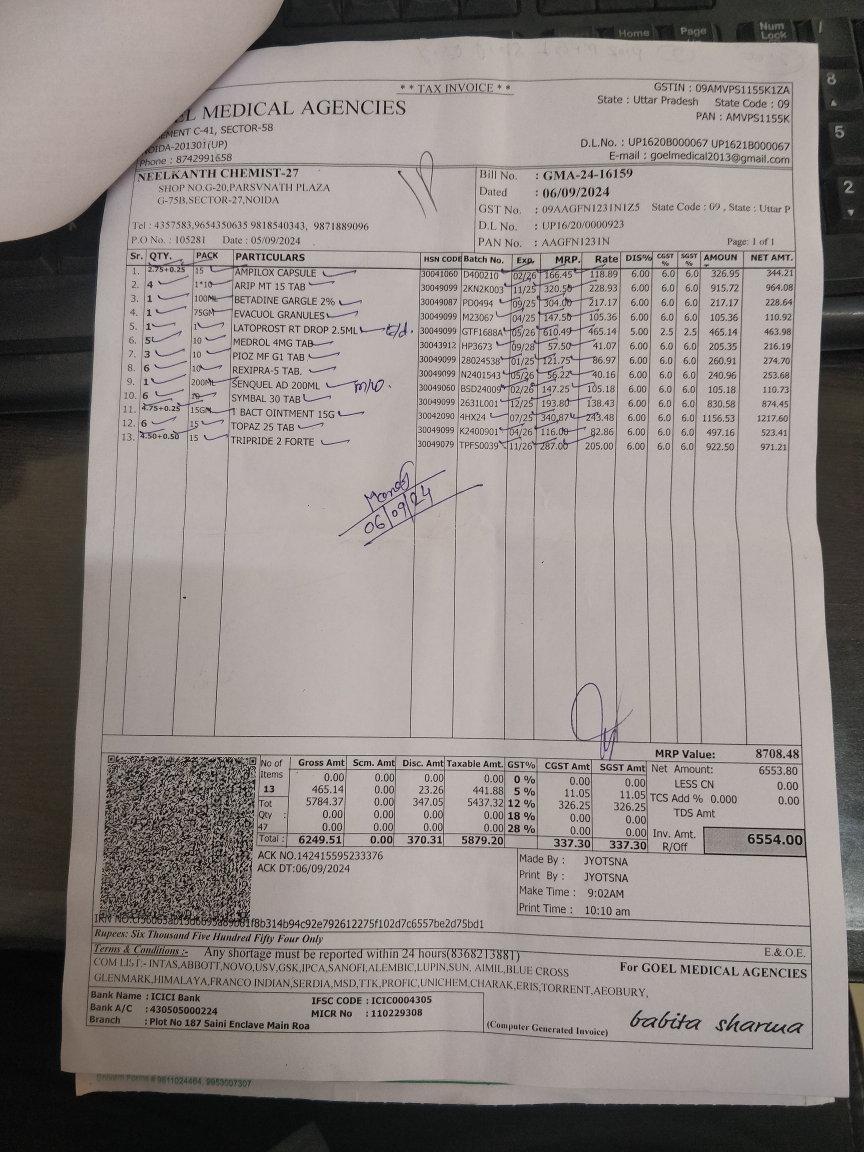 Home
Page
Num
Lock
8
5
2
* * TAX INVOICE * *
GSTIN : 09AMVPS1155K1ZA
State : Uttar Pradesh State Code : 09
PAN : AMVPS1155K
EL MEDICAL AGENCIES
EMENT C-41, SECTOR-58
NOIDA-201301(UP)
Phone : 8742991658
D.L.No. : UP1620B000067 UP1621B000067
E-mail : goelmedical2013@gmail.com
NEELKANTH CHEMIST-27
SHOP NO.G-20,PARSVNATH PLAZA
G-75B,SECTOR-27,NOIDA
Tel : 4357583,9654350635 9818540343, 9871889096
P.O No. : 105281 Date : 05/09/2024
Bill No. : GMA-24-16159
Dated : 06/09/2024
GST No. : 09AAGFN1231N1Z5 State Code : 09 , State : Uttar P
D.L No. : UP16/20/0000923
PAN No. : AAGFN1231N
Page: 1 of 1
Sr. QTY. PACK PARTICULARS HSN CODE Batch No. Exp. MRP. Rate DIS% CGST % SGST % AMOUN NET AMT.
1. 2.75+0.25 15 AMPILOX CAPSULE 30041060 D400210 02/26 166.45 118.89 6.00 6.0 6.0 326.95 344.21
2. 4 1*10 ARIP MT 15 TAB 30049099 2KN2K003 11/25 320.50 228.93 6.00 6.0 6.0 915.72 964.08
3. 1 100ML BETADINE GARGLE 2% 30049087 PD0494 09/25 304.00 217.17 6.00 6.0 6.0 217.17 228.64
4. 1 75GM EVACUOL GRANULES 30049099 M23067 04/25 147.50 105.36 6.00 6.0 6.0 105.36 110.92
5. 1 1 LATOPROST RT DROP 2.5ML E/d. 30049099 GTF1688A 05/26 610.49 465.14 5.00 2.5 2.5 465.14 463.98
6. 5 10 MEDROL 4MG TAB 30043912 HP3673 09/28 57.50 41.07 6.00 6.0 6.0 205.35 216.19
7. 3 10 PIOZ MF G1 TAB 30049099 28024538 01/25 121.75 86.97 6.00 6.0 6.0 260.91 274.70
8. 6 10 REXIPRA-5 TAB. 30049099 N2401543 05/26 56.22 40.16 6.00 6.0 6.0 240.96 253.68
9. 1 200ML SENQUEL AD 200ML m/w. 30049060 BSD24009 02/26 147.25 105.18 6.00 6.0 6.0 105.18 110.73
10. 6 10 SYMBAL 30 TAB 30049099 2631L001 12/25 193.80 138.43 6.00 6.0 6.0 830.58 874.45
11. 4.75+0.25 15GM T BACT OINTMENT 15G 30042090 4HX24 07/25 340.87 243.48 6.00 6.0 6.0 1156.53 1217.60
12. 6 15 TOPAZ 25 TAB 30049099 K2400901 04/26 116.00 82.86 6.00 6.0 6.0 497.16 523.41
13. 4.50+0.50 15 TRIPRIDE 2 FORTE 30049079 TPFS0039 11/26 287.00 205.00 6.00 6.0 6.0 922.50 971.21
06/09/24
MRP Value: 8708.48
No of Items Gross Amt Scm. Amt Disc. Amt Taxable Amt. GST% CGST Amt SGST Amt
0.00 0.00 0.00 0.00 0 % 0.00 0.00
13 465.14 0.00 23.26 441.88 5 % 11.05 11.05
Tot 5784.37 0.00 347.05 5437.32 12 % 326.25 326.25
Qty : 0.00 0.00 0.00 0.00 18 % 0.00 0.00
47 0.00 0.00 0.00 0.00 28 % 0.00 0.00
Total : 6249.51 0.00 370.31 5879.20 337.30 337.30
Net Amount: 6553.80
LESS CN 0.00
TCS Add % 0.000 0.00
TDS Amt
Inv. Amt. 6554.00
R/Off
ACK NO.142415595233376
ACK DT:06/09/2024
Made By : JYOTSNA
Print By : JYOTSNA
Make Time : 9:02AM
Print Time : 10:10 am
Rupees: Six Thousand Five Hundred Fifty Four Only
E.&.O.E.
Terms & Conditions :- Any shortage must be reported within 24 hours(8368213881)
COM LIST:- INTAS,ABBOTT,NOVO,USV,GSK,IPCA,SANOFI,ALEMBIC,LUPIN,SUN, AIMIL,BLUE CROSS
GLENMARK,HIMALAYA,FRANCO INDIAN,SERDIA,MSD,TTK,PROFIC,UNICHEM,CHARAK,ERIS,TORRENT,AEOBURY,
For GOEL MEDICAL AGENCIES
Bank Name : ICICI Bank IFSC CODE : ICIC0004305
Bank A/C : 430505000224 MICR No : 110229308
Branch : Plot No 187 Saini Enclave Main Roa
(Computer Generated Invoice)
babita sharma